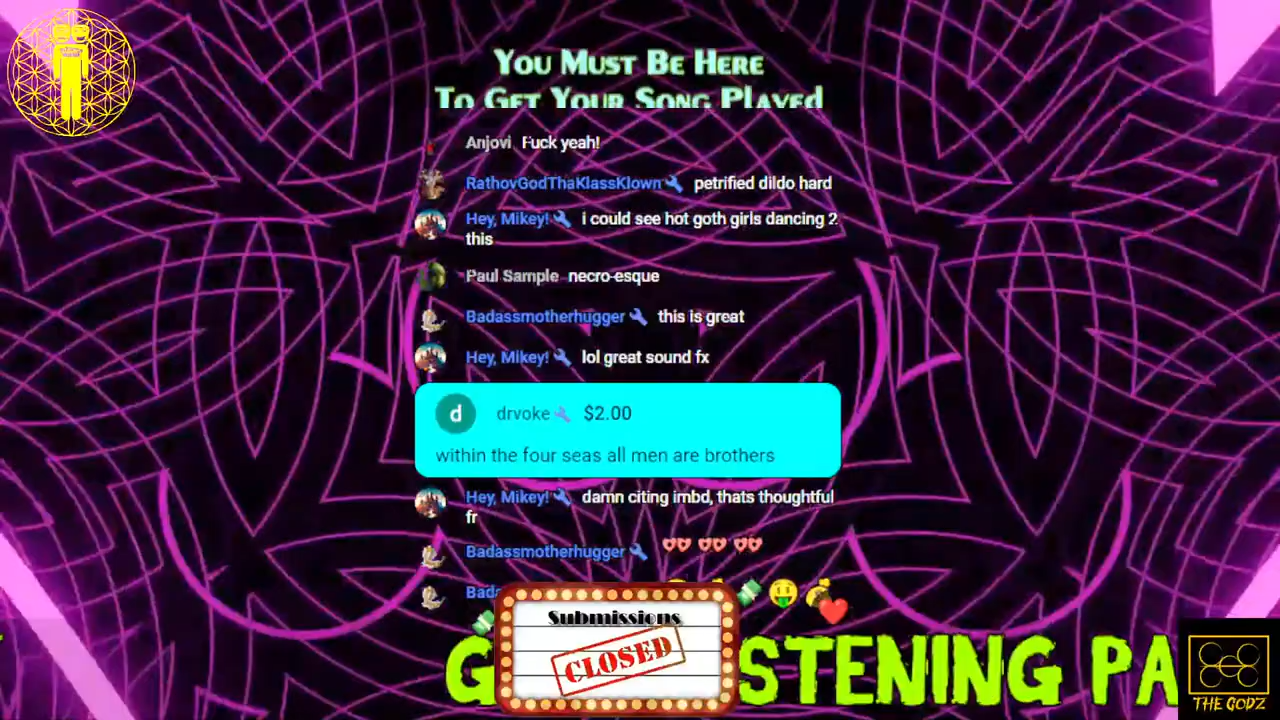 You Must Be Here
To Get Your Song Played
Anjovi Fuck yeah!
RathovGodThaKlassKlown petrified dildo hard
Hey, Mikey! i could see hot goth girls dancing 2
this
Paul Sample necro-esque
Badassmotherhugger this is great
Hey, Mikey! lol great sound fx
d drvoke $2.00
within the four seas all men are brothers
Hey, Mikey! damn citing imbd, thats thoughtful
fr
Badassmotherhugger
Bada
Submissions
CLOSED
G STENING PA
THE GODZ